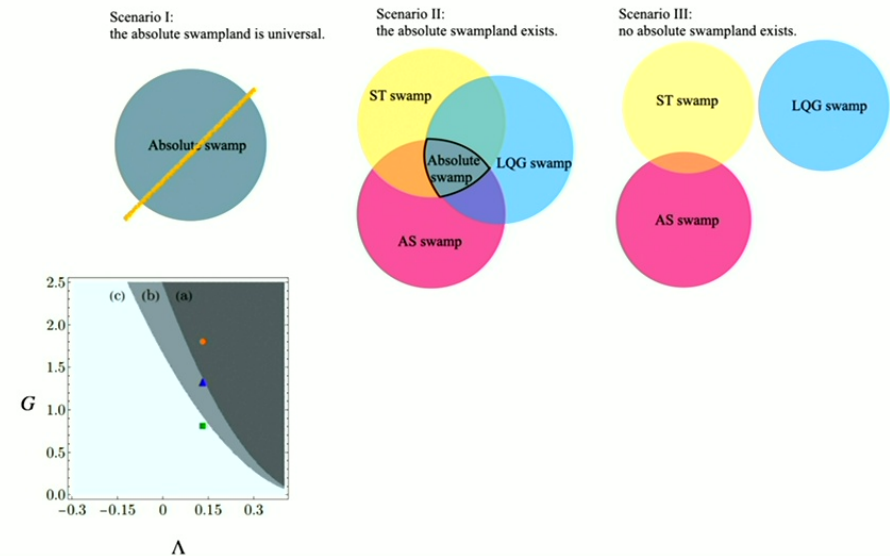 Scenario I:
the absolute swampland is universal.
Absolute swamp
Scenario II:
the absolute swampland exists.
ST swamp
Absolute
swamp
LQG swamp
AS swamp
Scenario III:
no absolute swampland exists.
ST swamp
LQG swamp
AS swamp
2.5
2.0
1.5
1.0
0.5
0.0
G
(c) (b) (a)
-0.3 -0.15 0 0.15 0.3
Λ